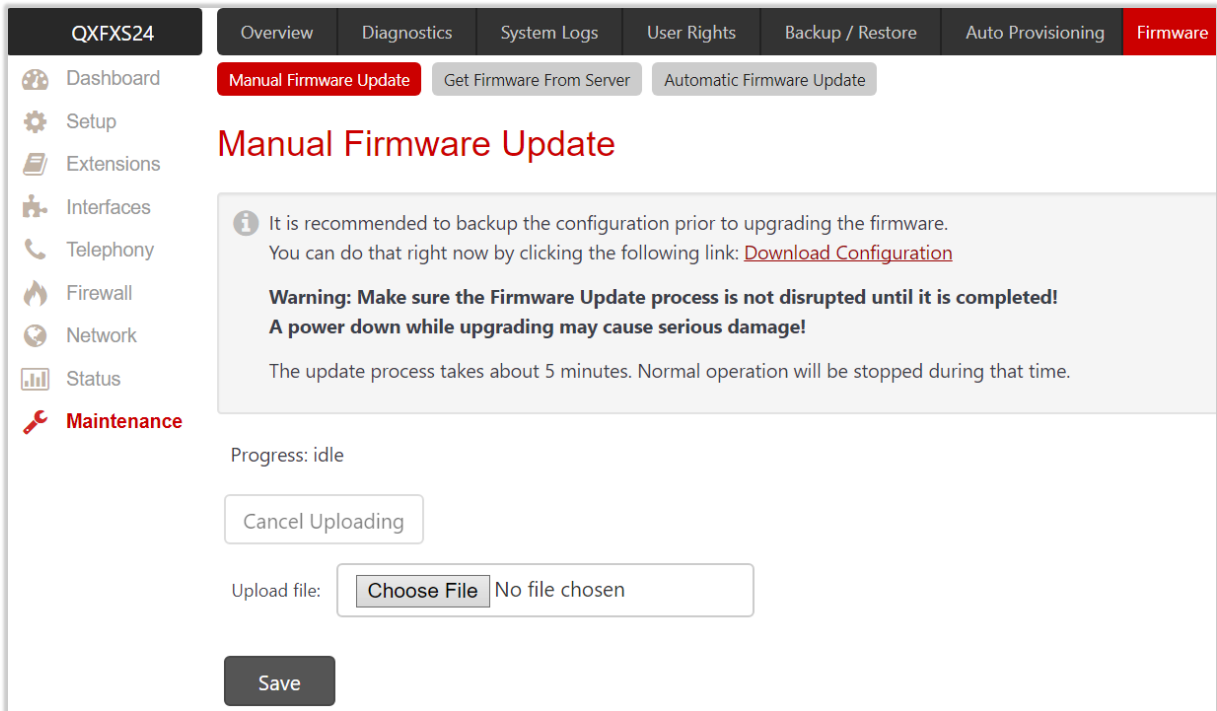 QXFXS24
Overview
Diagnostics
System Logs
User Rights
Backup / Restore
Auto Provisioning
Firmware
Dashboard
Setup
Extensions
Interfaces
Telephony
Firewall
Network
Status
Maintenance
Manual Firmware Update
Get Firmware From Server
Automatic Firmware Update
Manual Firmware Update
It is recommended to backup the configuration prior to upgrading the firmware.
You can do that right now by clicking the following link: Download Configuration
Warning: Make sure the Firmware Update process is not disrupted until it is completed!
A power down while upgrading may cause serious damage!
The update process takes about 5 minutes. Normal operation will be stopped during that time.
Progress: idle
Cancel Uploading
Upload file: Choose File No file chosen
Save